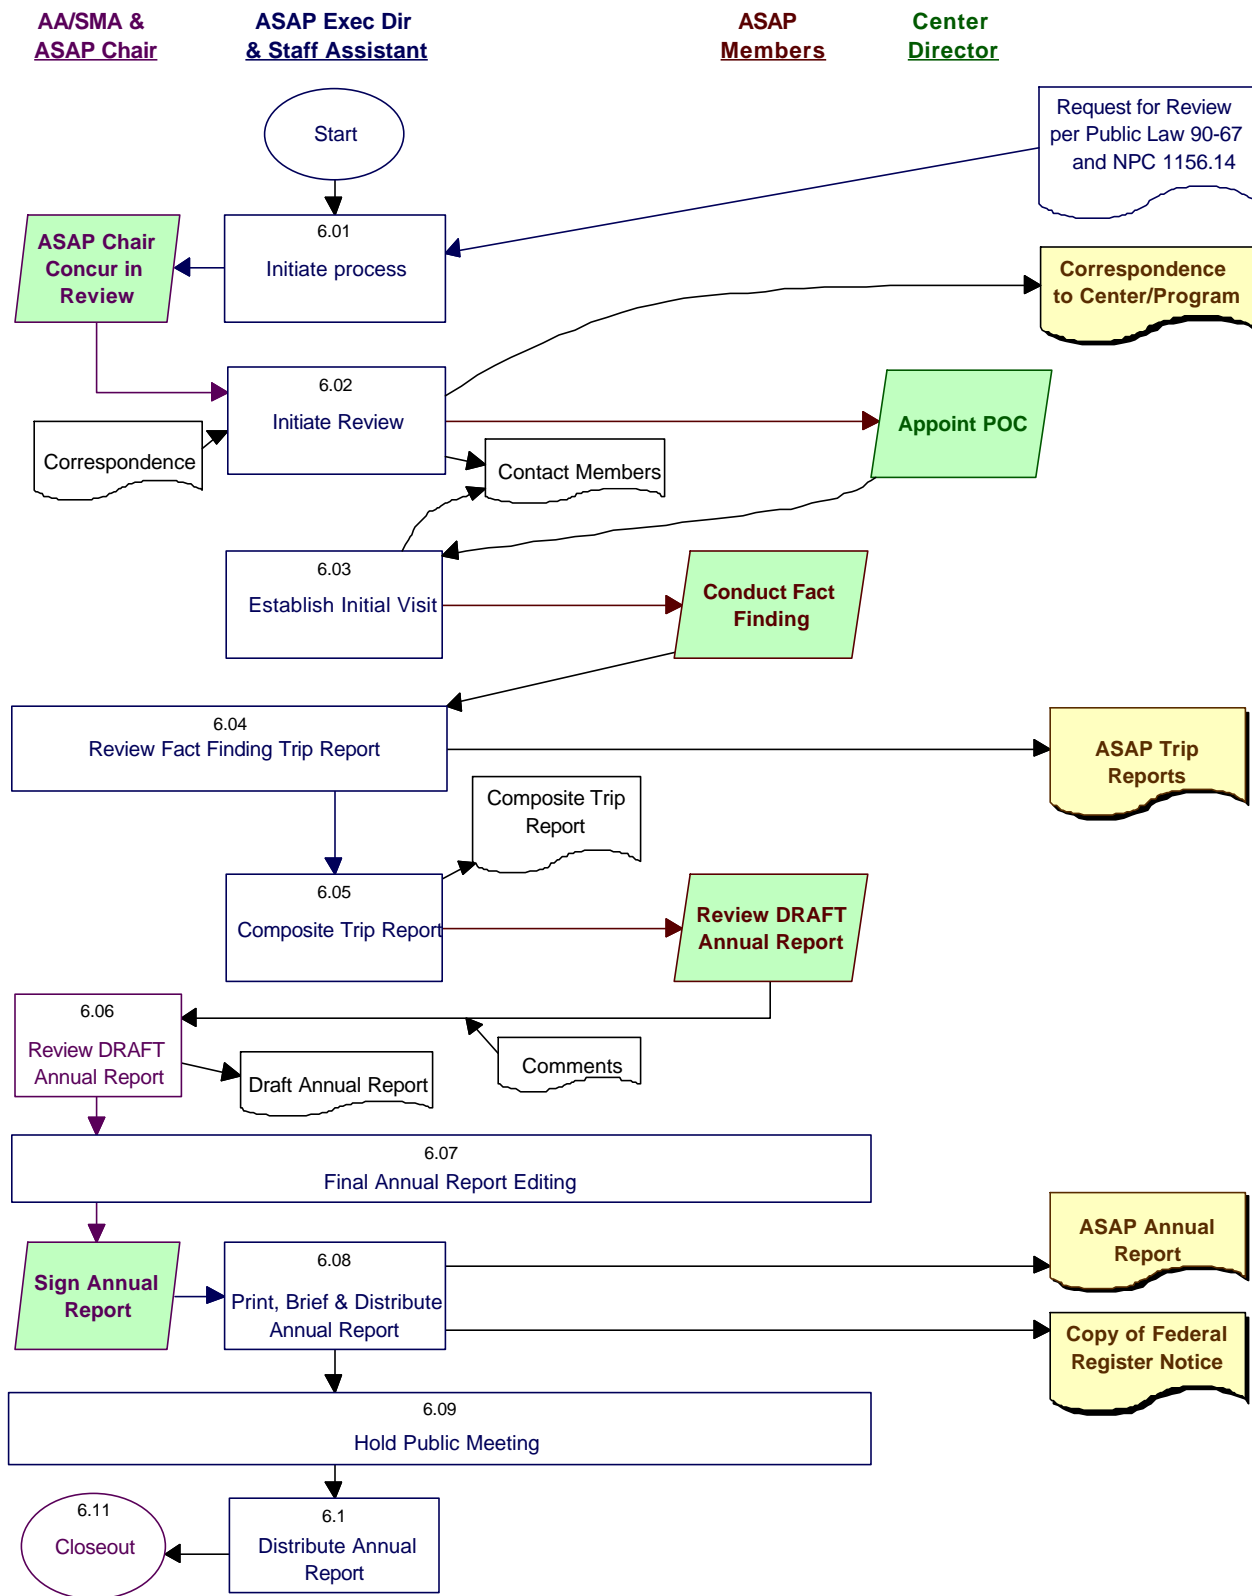 AA/SMA &
ASAP Chair
ASAP Exec Dir
& Staff Assistant
ASAP
Members
Center
Director
Start
Request for Review
per Public Law 90-67
and NPC 1156.14
ASAP Chair
Concur in
Review
6.01
Initiate process
Correspondence
to Center/Program
6.02
Initiate Review
Appoint POC
Correspondence
Contact Members
6.03
Establish Initial Visit
Conduct Fact
Finding
6.04
Review Fact Finding Trip Report
ASAP Trip
Reports
Composite Trip
Report
6.05
Composite Trip Report
Review DRAFT
Annual Report
6.06
Review DRAFT
Annual Report
Draft Annual Report
Comments
6.07
Final Annual Report Editing
ASAP Annual
Report
Sign Annual
Report
6.08
Print, Brief & Distribute
Annual Report
Copy of Federal
Register Notice
6.09
Hold Public Meeting
6.11
Closeout
6.1
Distribute Annual
Report